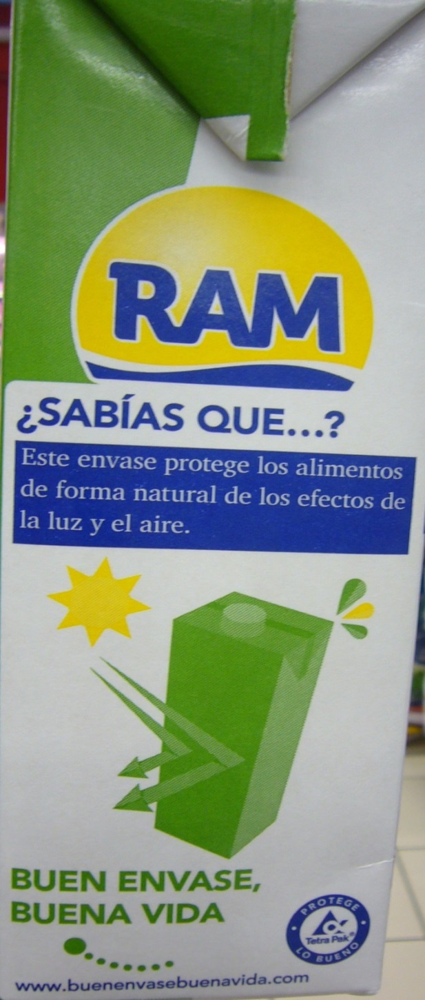 RAM
¿SABÍAS QUE...?
Este envase protege los alimentos
de forma natural de los efectos de
la luz y el aire.
BUEN ENVASE,
BUENA VIDA
PROTEGE
Tetra Pak®
LO BUENO
www.buenenvasebuenavida.com